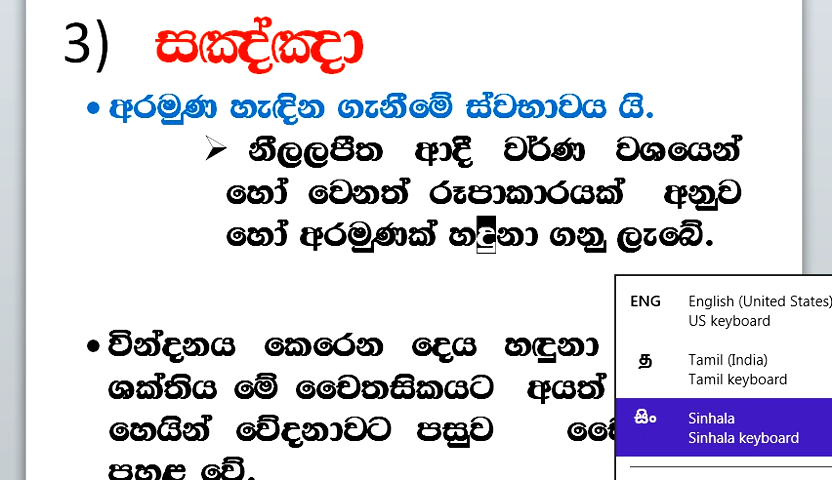 3) සඤ්ඤා
• අරමුණ හැඳින ගැනීමේ ස්වභාවය යි.
➢ නීලලපීත ආදී වර්ණ වශයෙන්
හෝ වෙනත් රූපාකාරයක් අනුව
හෝ අරමුණක් හඳුනා ගනු ලැබේ.
• වින්දනය කෙරෙන දෙය හඳුනා
ශක්තිය මේ චෛතසිකයට අයත්
හෙයින් වේදනාවට පසුව
පහළ වේ.
ENG English (United States)
US keyboard
த Tamil (India)
Tamil keyboard
සිං Sinhala
Sinhala keyboard